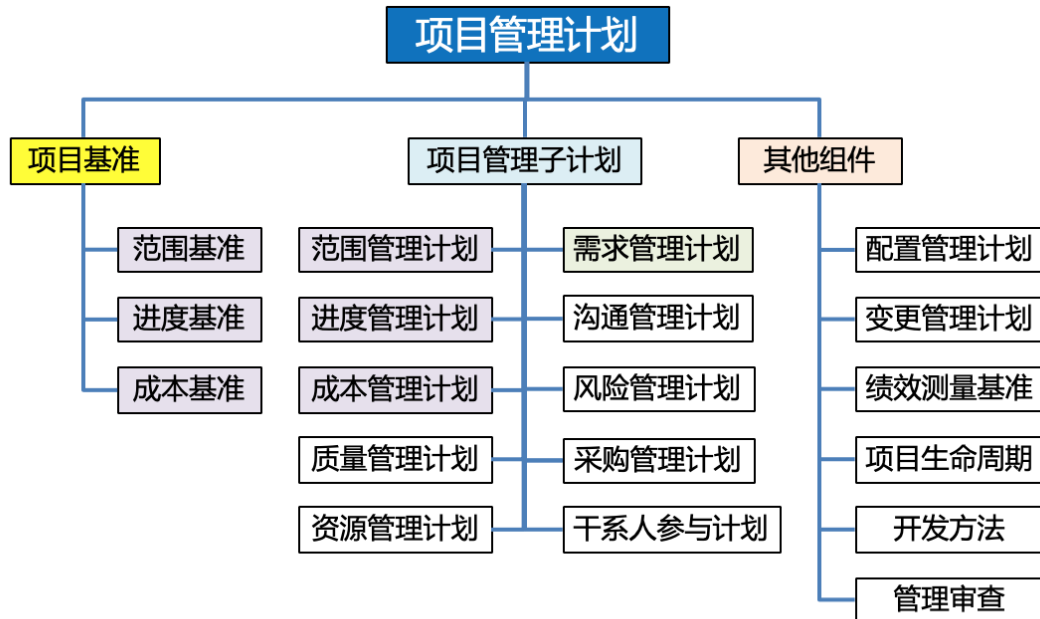 项目管理计划
项目基准
项目管理子计划
其他组件
范围基准
范围管理计划
需求管理计划
配置管理计划
进度基准
进度管理计划
沟通管理计划
变更管理计划
成本基准
成本管理计划
风险管理计划
绩效测量基准
质量管理计划
采购管理计划
项目生命周期
资源管理计划
干系人参与计划
开发方法
管理审查